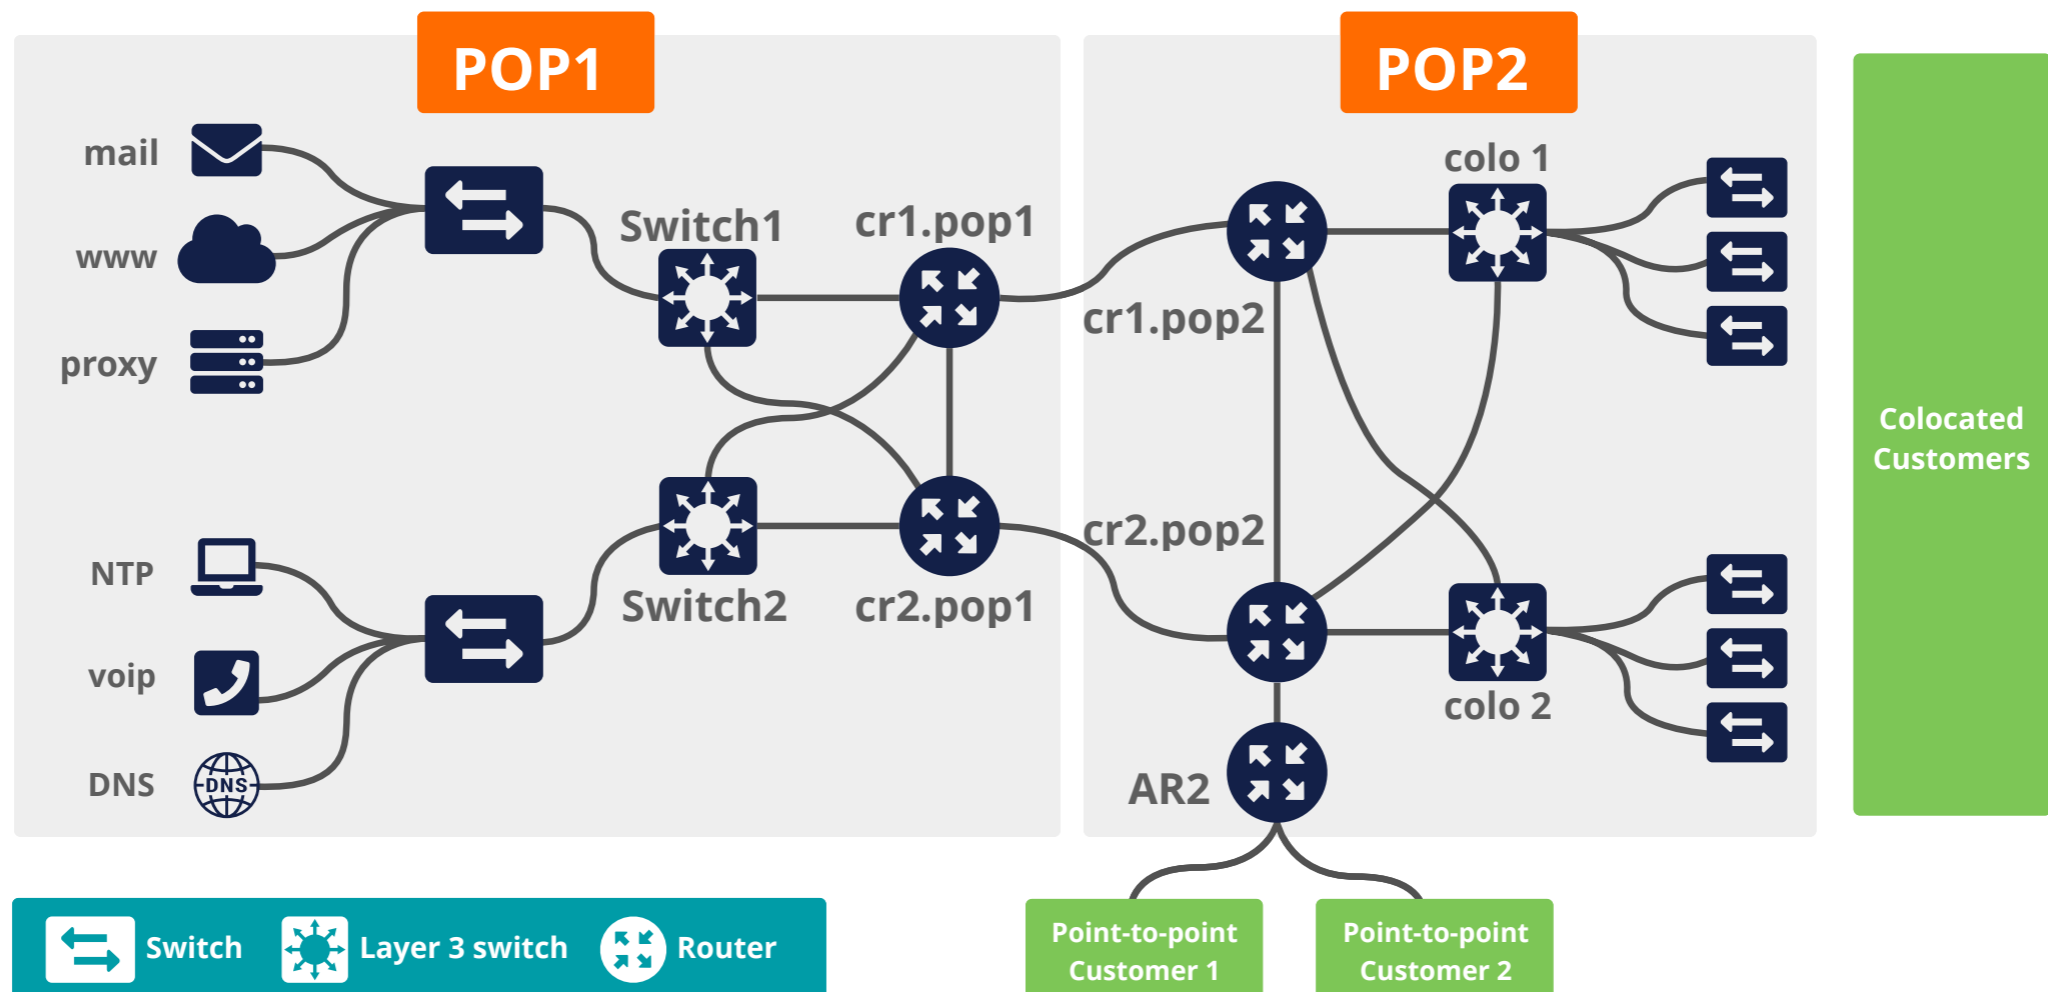 POP1
POP2
mail
www
proxy
NTP
voip
DNS
DNS
Switch1
Switch2
cr1.pop1
cr2.pop1
cr1.pop2
cr2.pop2
AR2
colo 1
colo 2
Colocated
Customers
Point-to-point
Customer 1
Point-to-point
Customer 2
Switch
Layer 3 switch
Router